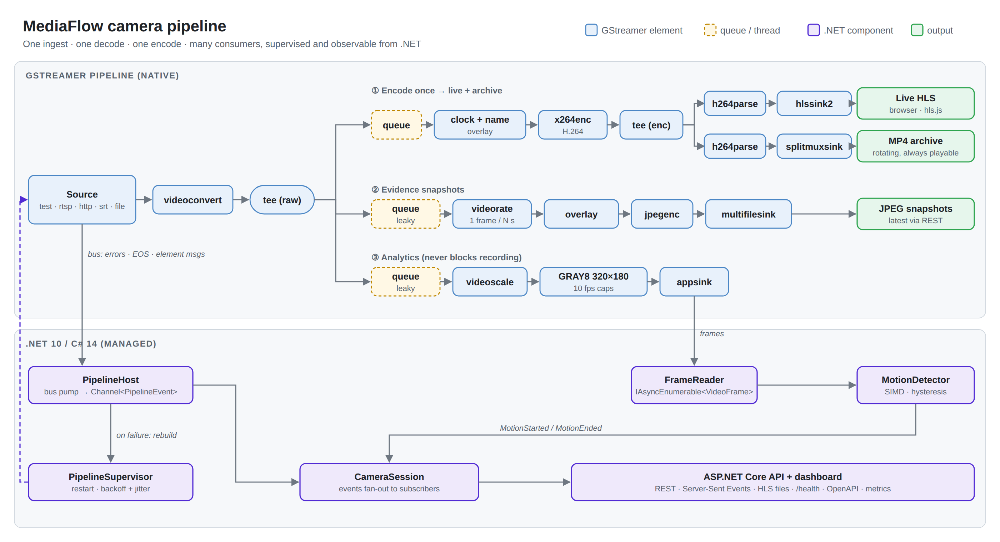 MediaFlow camera pipeline
One ingest · one decode · one encode · many consumers, supervised and observable from .NET
GStreamer element
queue / thread
.NET component
output
GSTREAMER PIPELINE (NATIVE)
① Encode once → live + archive
queue
clock + name
overlay
x264enc
H.264
tee (enc)
h264parse
hlssink2
Live HLS
browser · hls.js
h264parse
splitmuxsink
MP4 archive
rotating, always playable
Source
test · rtsp · http · srt · file
videoconvert
tee (raw)
② Evidence snapshots
queue
leaky
videorate
1 frame / N s
overlay
jpegenc
multifilesink
JPEG snapshots
latest via REST
bus: errors · EOS · element msgs
③ Analytics (never blocks recording)
queue
leaky
videoscale
GRAY8 320×180
10 fps caps
appsink
frames
.NET 10 / C# 14 (MANAGED)
PipelineHost
bus pump → Channel<PipelineEvent>
FrameReader
IAsyncEnumerable<VideoFrame>
MotionDetector
SIMD · hysteresis
on failure: rebuild
MotionStarted / MotionEnded
PipelineSupervisor
restart · backoff + jitter
CameraSession
events fan-out to subscribers
ASP.NET Core API + dashboard
REST · Server-Sent Events · HLS files · /health · OpenAPI · metrics